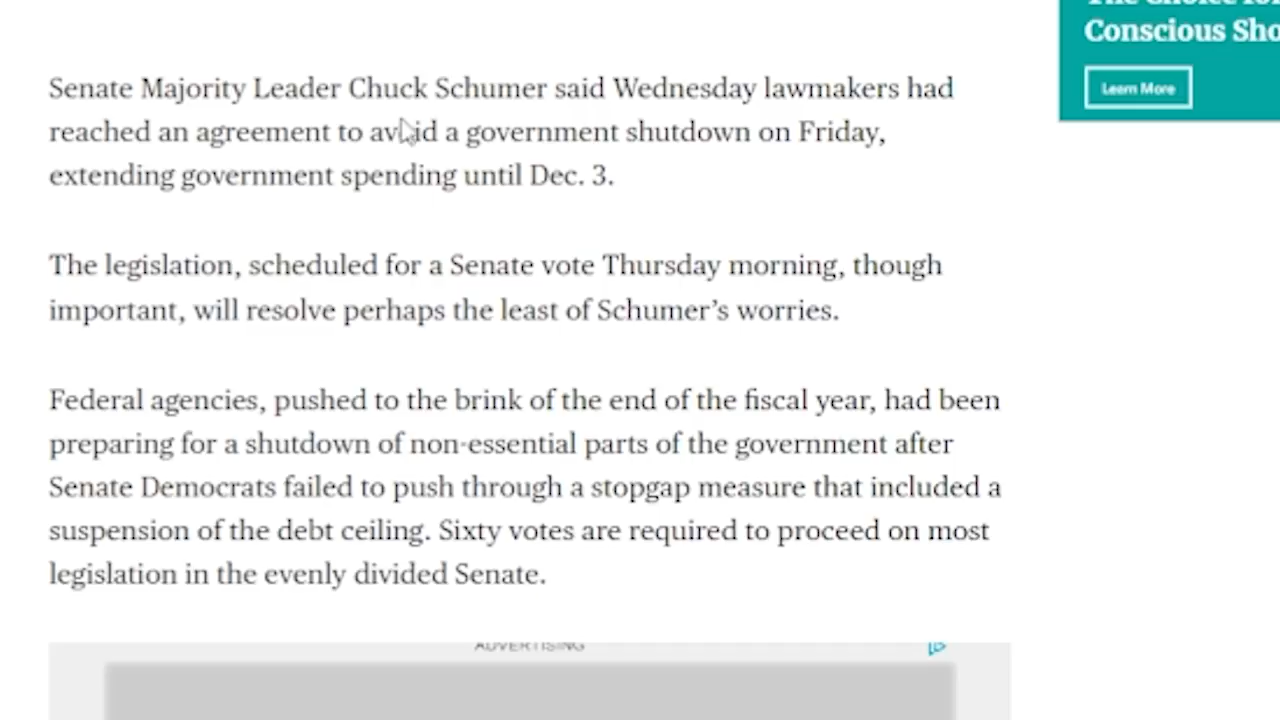 Conscious
Learn More
Senate Majority Leader Chuck Schumer said Wednesday lawmakers had
reached an agreement to avoid a government shutdown on Friday,
extending government spending until Dec. 3.
The legislation, scheduled for a Senate vote Thursday morning, though
important, will resolve perhaps the least of Schumer’s worries.
Federal agencies, pushed to the brink of the end of the fiscal year, had been
preparing for a shutdown of non-essential parts of the government after
Senate Democrats failed to push through a stopgap measure that included a
suspension of the debt ceiling. Sixty votes are required to proceed on most
legislation in the evenly divided Senate.
ADVERTISING